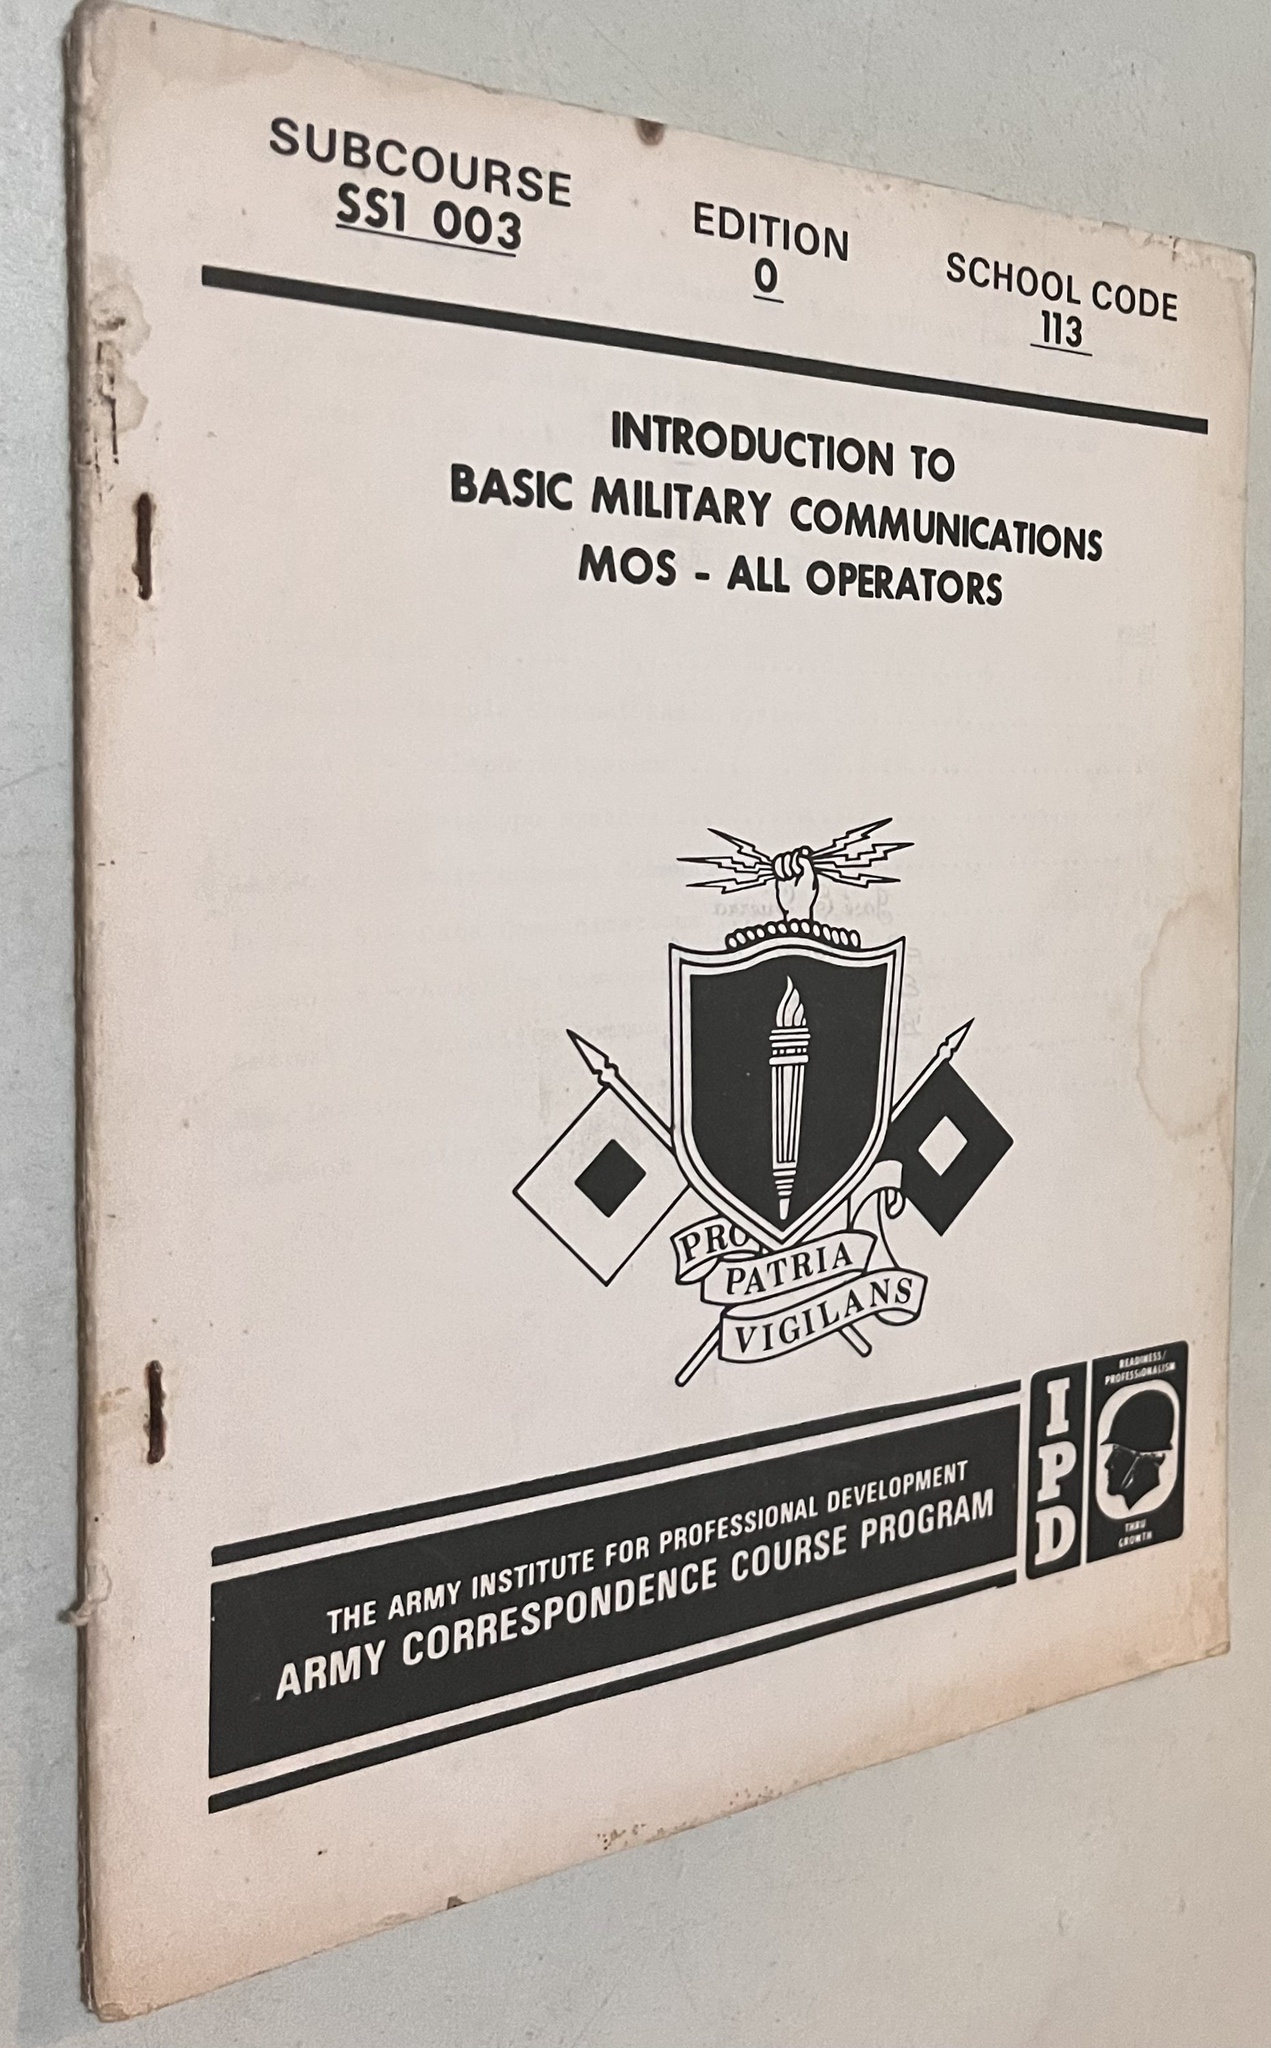 SUBCOURSE
SS1 003
EDITION
0
SCHOOL CODE
113
INTRODUCTION TO
BASIC MILITARY COMMUNICATIONS
MOS - ALL OPERATORS
PRO
PATRIA
VIGILANS
THE ARMY INSTITUTE FOR PROFESSIONAL DEVELOPMENT
ARMY CORRESPONDENCE COURSE PROGRAM
IPD
READINESS/
PROFESSIONALISM
THRU
GROWTH